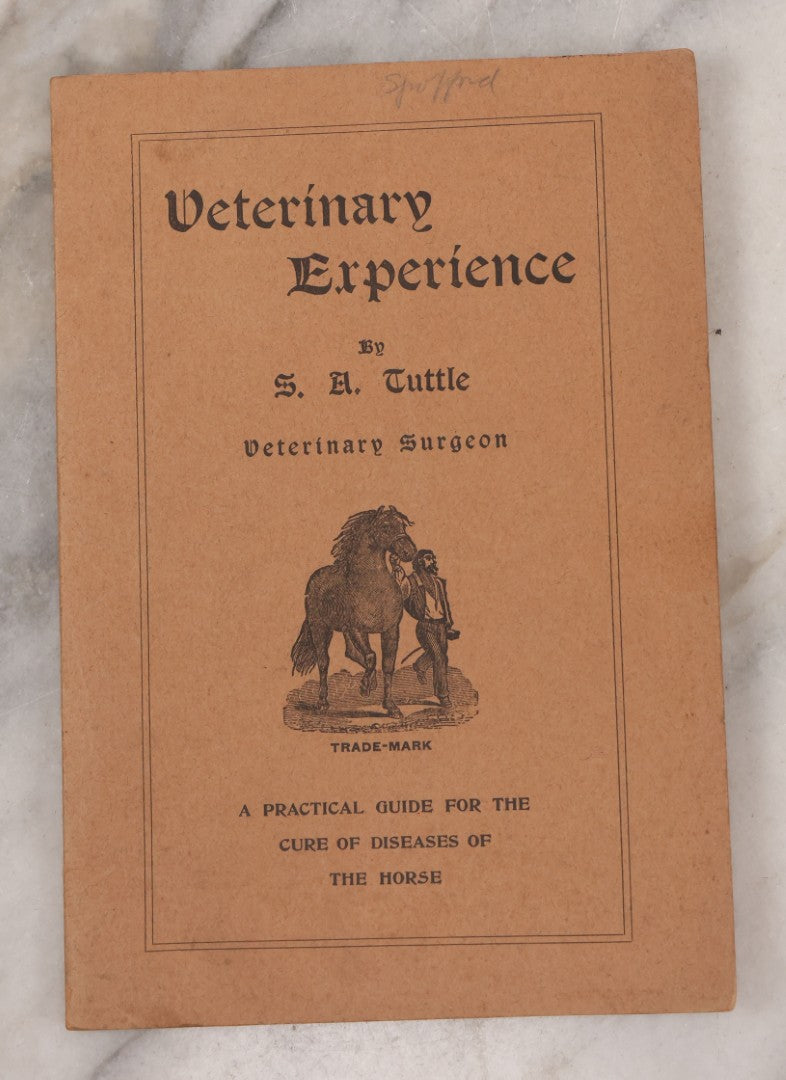 Spofford
Veterinary
Experience
By
S. A. Tuttle
Veterinary Surgeon
TRADE-MARK
A PRACTICAL GUIDE FOR THE
CURE OF DISEASES OF
THE HORSE